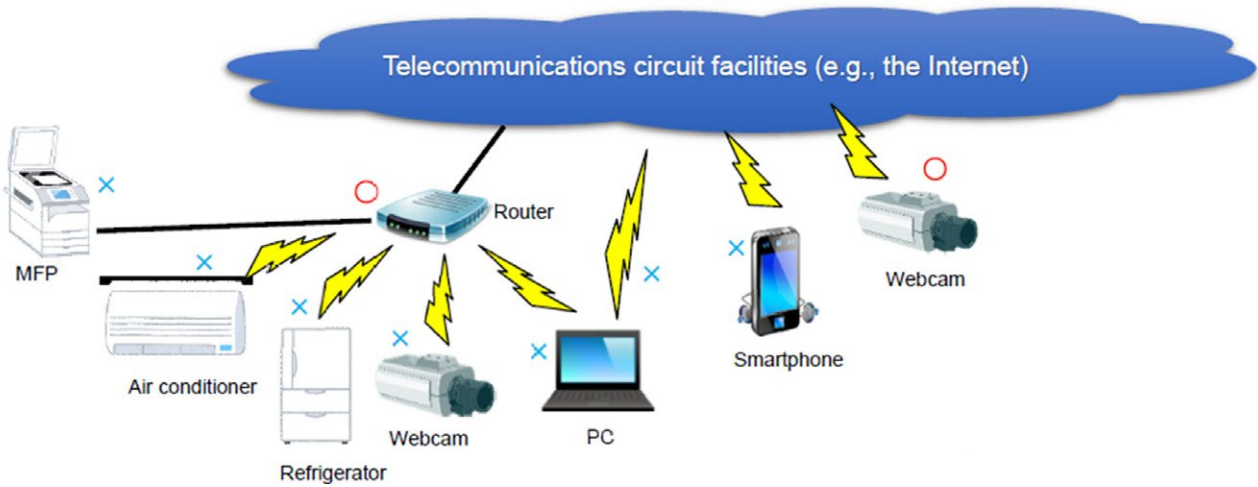 Telecommunications circuit facilities (e.g., the Internet)
Router
MFP
Webcam
Smartphone
Air conditioner
Webcam
PC
Refrigerator